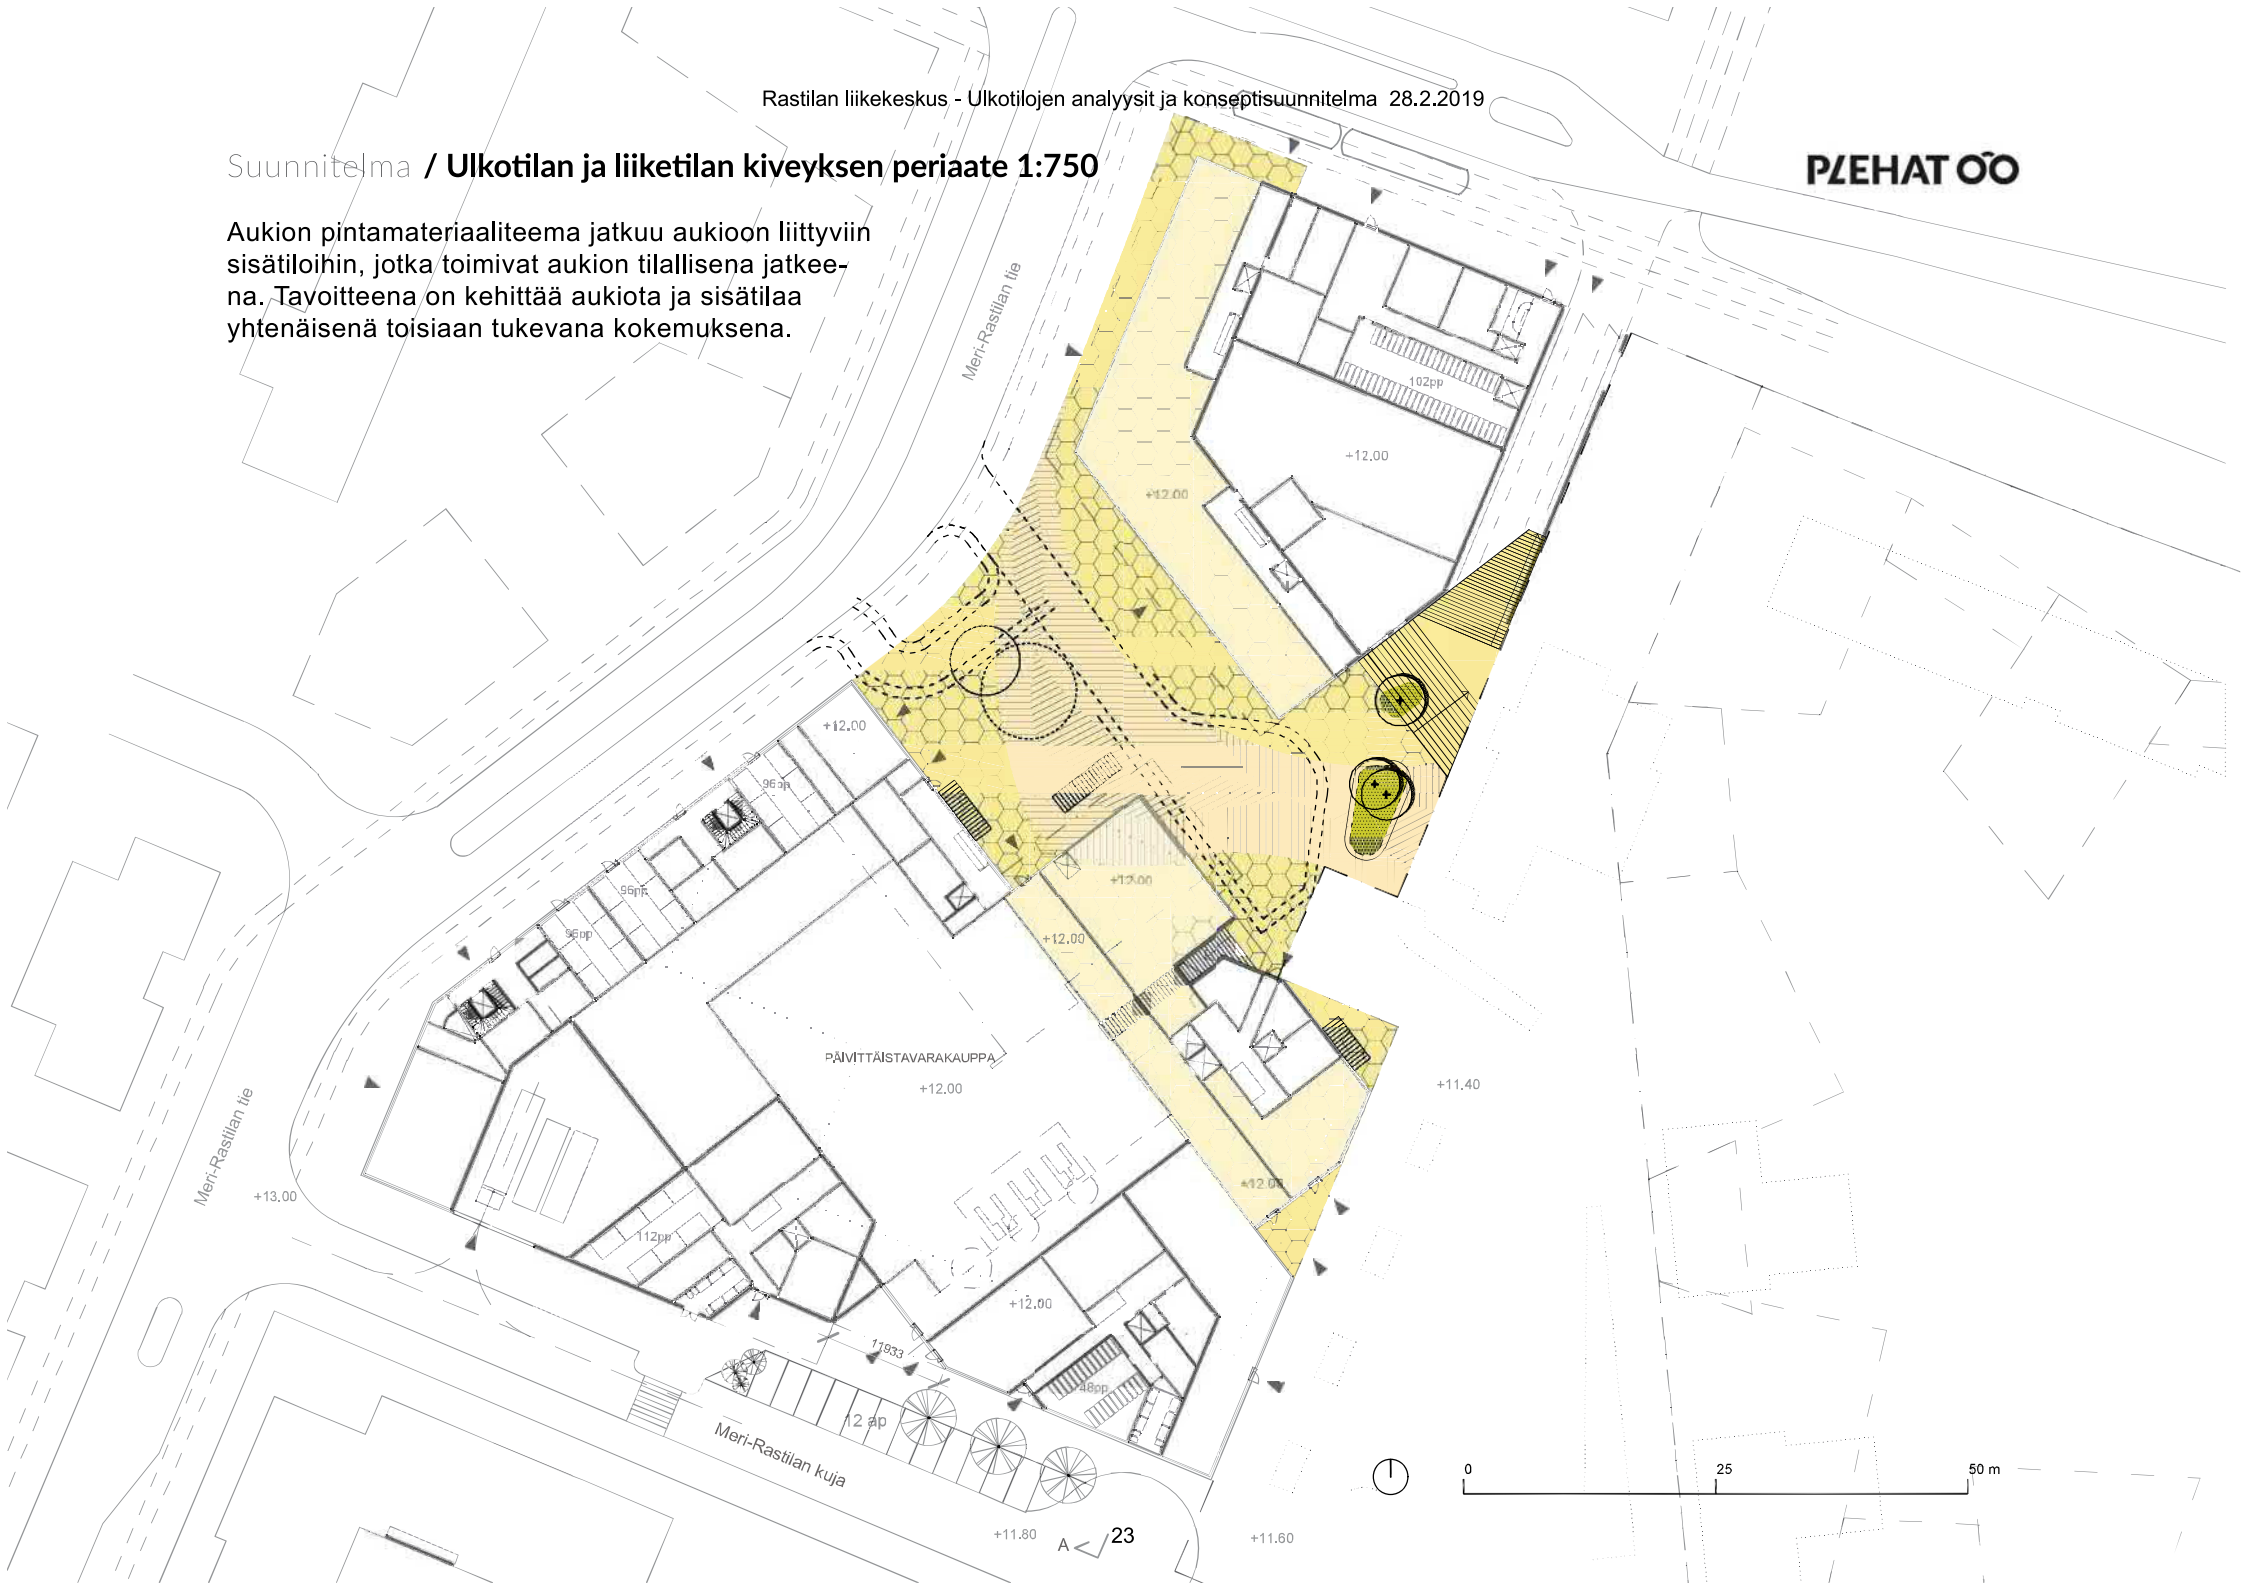 Rastilan liikekeskus - Ulkotilojen analyysit ja konseptisuunnitelma 28.2.2019
Suunnitelma / Ulkotilan ja liiketilan kiveyksen periaate 1:750
PLEHAT OO
Aukion pintamateriaaliteema jatkuu aukioon liittyviin
sisätiloihin, jotka toimivat aukion tilallisena jatkee-
na. Tavoitteena on kehittää aukiota ja sisätilaa
yhtenäisenä toisiaan tukevana kokemuksena.
Meri-Rastilan tie
102pp
+12.00
+12.00
+12.00
96pp
+12.00
96pp
96pp
+12.00
PÄIVITTÄISTAVARAKAUPPA
+12.00
+11.40
Meri-Rastilan tie
+13.00
+12.00
112pp
+12.00
11933
48pp
12 ap
Meri-Rastilan kuja
0 25 50 m
+11.80
A
23
+11.60